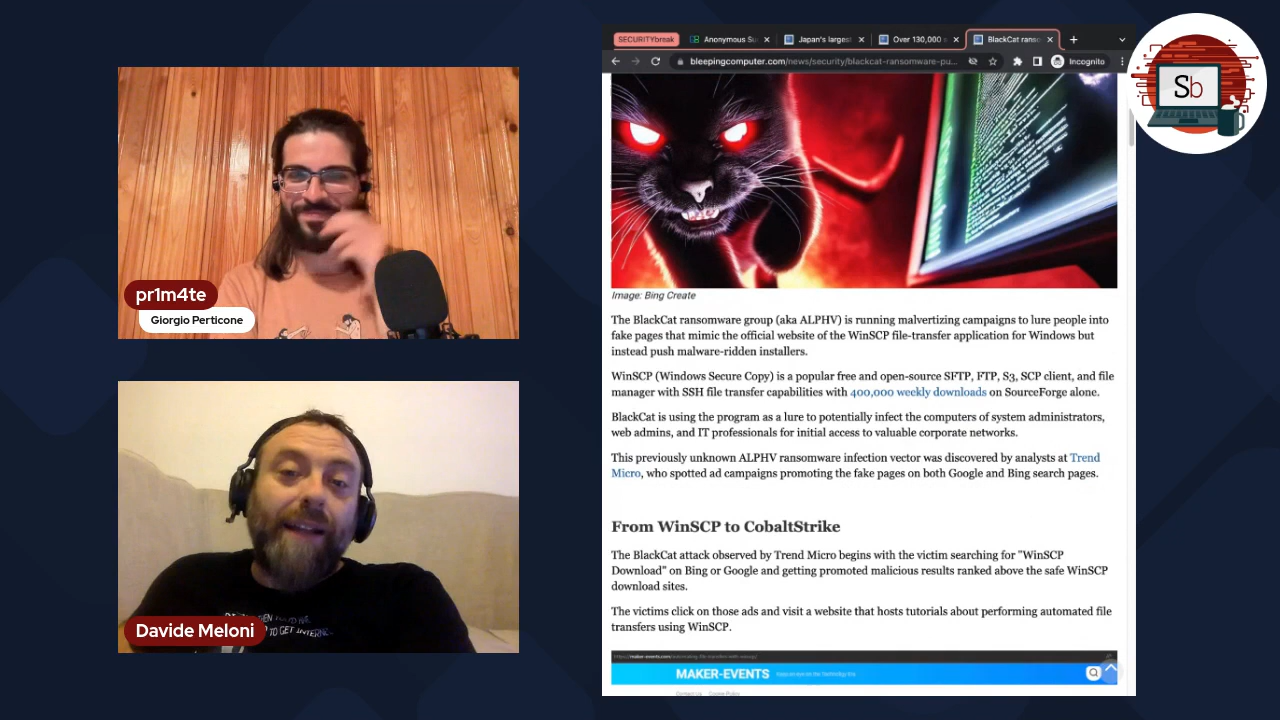 pr1m4te
Giorgio Perticone
Davide Meloni
SECURITYbreak
Anonymous Su
Japan's largest
Over 130,000
BlackCat ranso
bleepingcomputer.com/news/security/blackcat-ransomware-pu...
Incognito
Sb
Image: Bing Create
The BlackCat ransomware group (aka ALPHV) is running malvertizing campaigns to lure people into
fake pages that mimic the official website of the WinSCP file-transfer application for Windows but
instead push malware-ridden installers.
WinSCP (Windows Secure Copy) is a popular free and open-source SFTP, FTP, S3, SCP client, and file
manager with SSH file transfer capabilities with 400,000 weekly downloads on SourceForge alone.
BlackCat is using the program as a lure to potentially infect the computers of system administrators,
web admins, and IT professionals for initial access to valuable corporate networks.
This previously unknown ALPHV ransomware infection vector was discovered by analysts at Trend
Micro, who spotted ad campaigns promoting the fake pages on both Google and Bing search pages.
From WinSCP to CobaltStrike
The BlackCat attack observed by Trend Micro begins with the victim searching for "WinSCP
Download" on Bing or Google and getting promoted malicious results ranked above the safe WinSCP
download sites.
The victims click on those ads and visit a website that hosts tutorials about performing automated file
transfers using WinSCP.
MAKER-EVENTS
Contact Us Cookie Policy